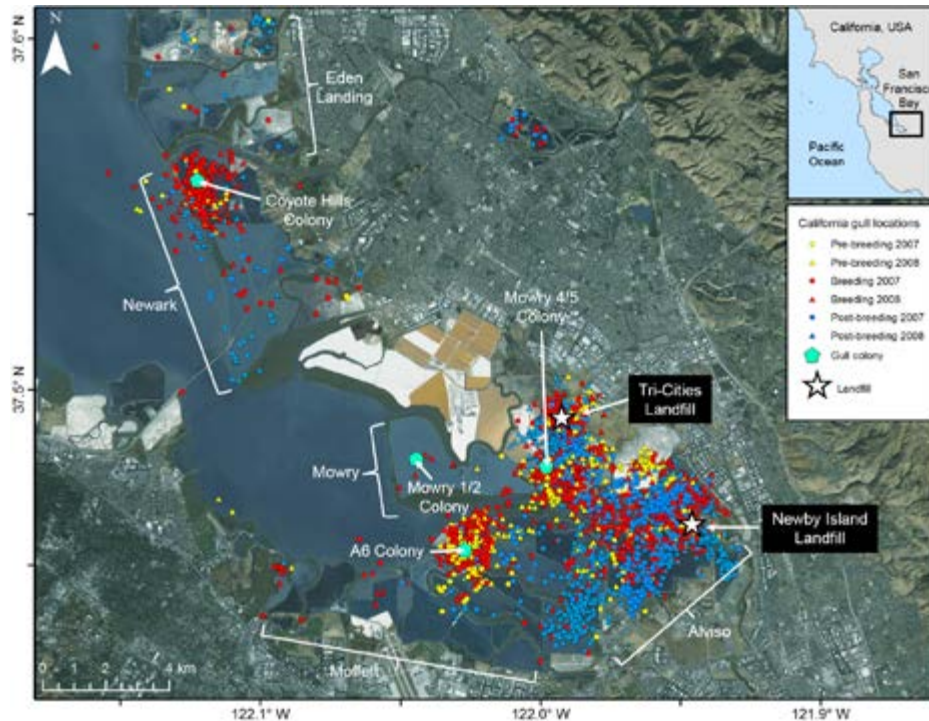 37.6° N
37.5° N
N
Eden
Landing
Coyote Hills
Colony
Newark
Mowry 4/5
Colony
Tri-Cities
Landfill
Mowry
Mowry 1/2
Colony
Newby Island
Landfill
A6 Colony
Alviso
Moffett
0 1 2 4 km
122.1° W
122.0° W
121.9° W
California, USA
San
Francisco
Bay
Pacific
Ocean
California gull locations
Pre-breeding 2007
Pre-breeding 2008
Breeding 2007
Breeding 2008
Post-breeding 2007
Post-breeding 2008
Gull colony
Landfill